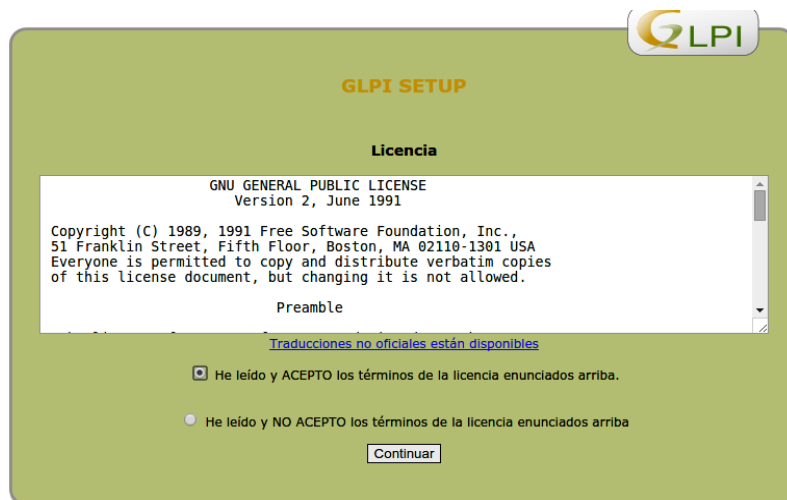 GLPI
GLPI SETUP
Licencia
GNU GENERAL PUBLIC LICENSE
Version 2, June 1991
Copyright (C) 1989, 1991 Free Software Foundation, Inc.,
51 Franklin Street, Fifth Floor, Boston, MA 02110-1301 USA
Everyone is permitted to copy and distribute verbatim copies
of this license document, but changing it is not allowed.
Preamble
Traducciones no oficiales están disponibles
He leído y ACEPTO los términos de la licencia enunciados arriba.
He leído y NO ACEPTO los términos de la licencia enunciados arriba
Continuar